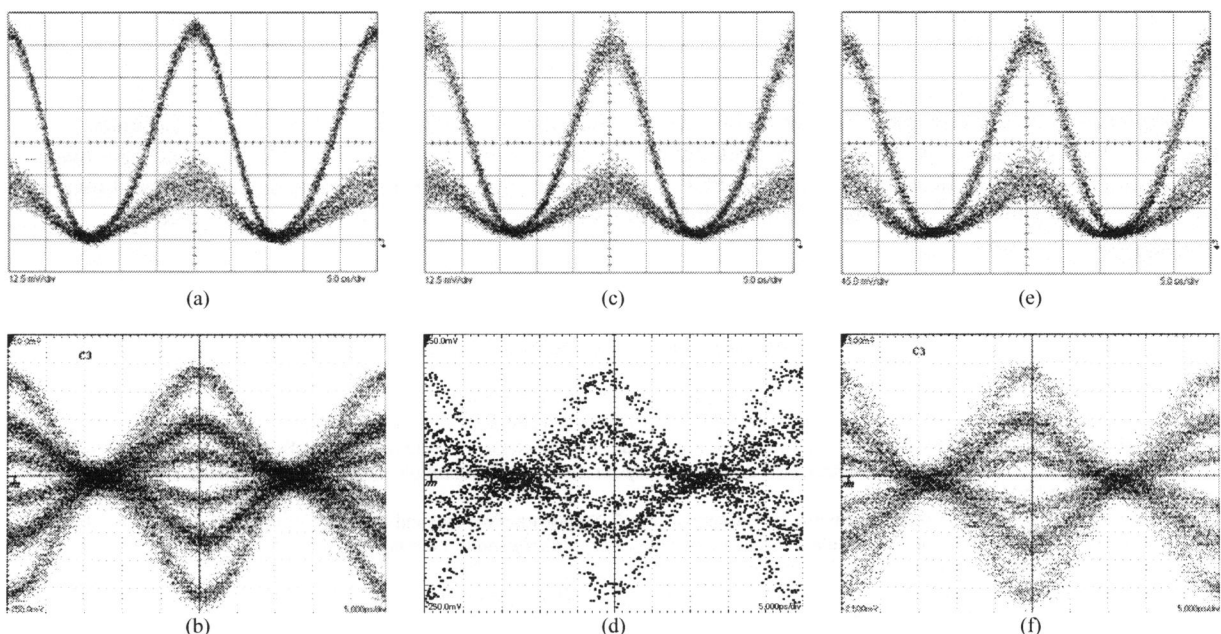 12.5 mV/div 5.0 ps/div
(a)
12.5 mV/div 5.0 ps/div
(c)
45.0 mV/div 5.0 ps/div
(e)
C3
5.000ps/div
(b)
250.0mV
-250.0mV 5.000ps/div
(d)
C3
5.000ps/div
(f)